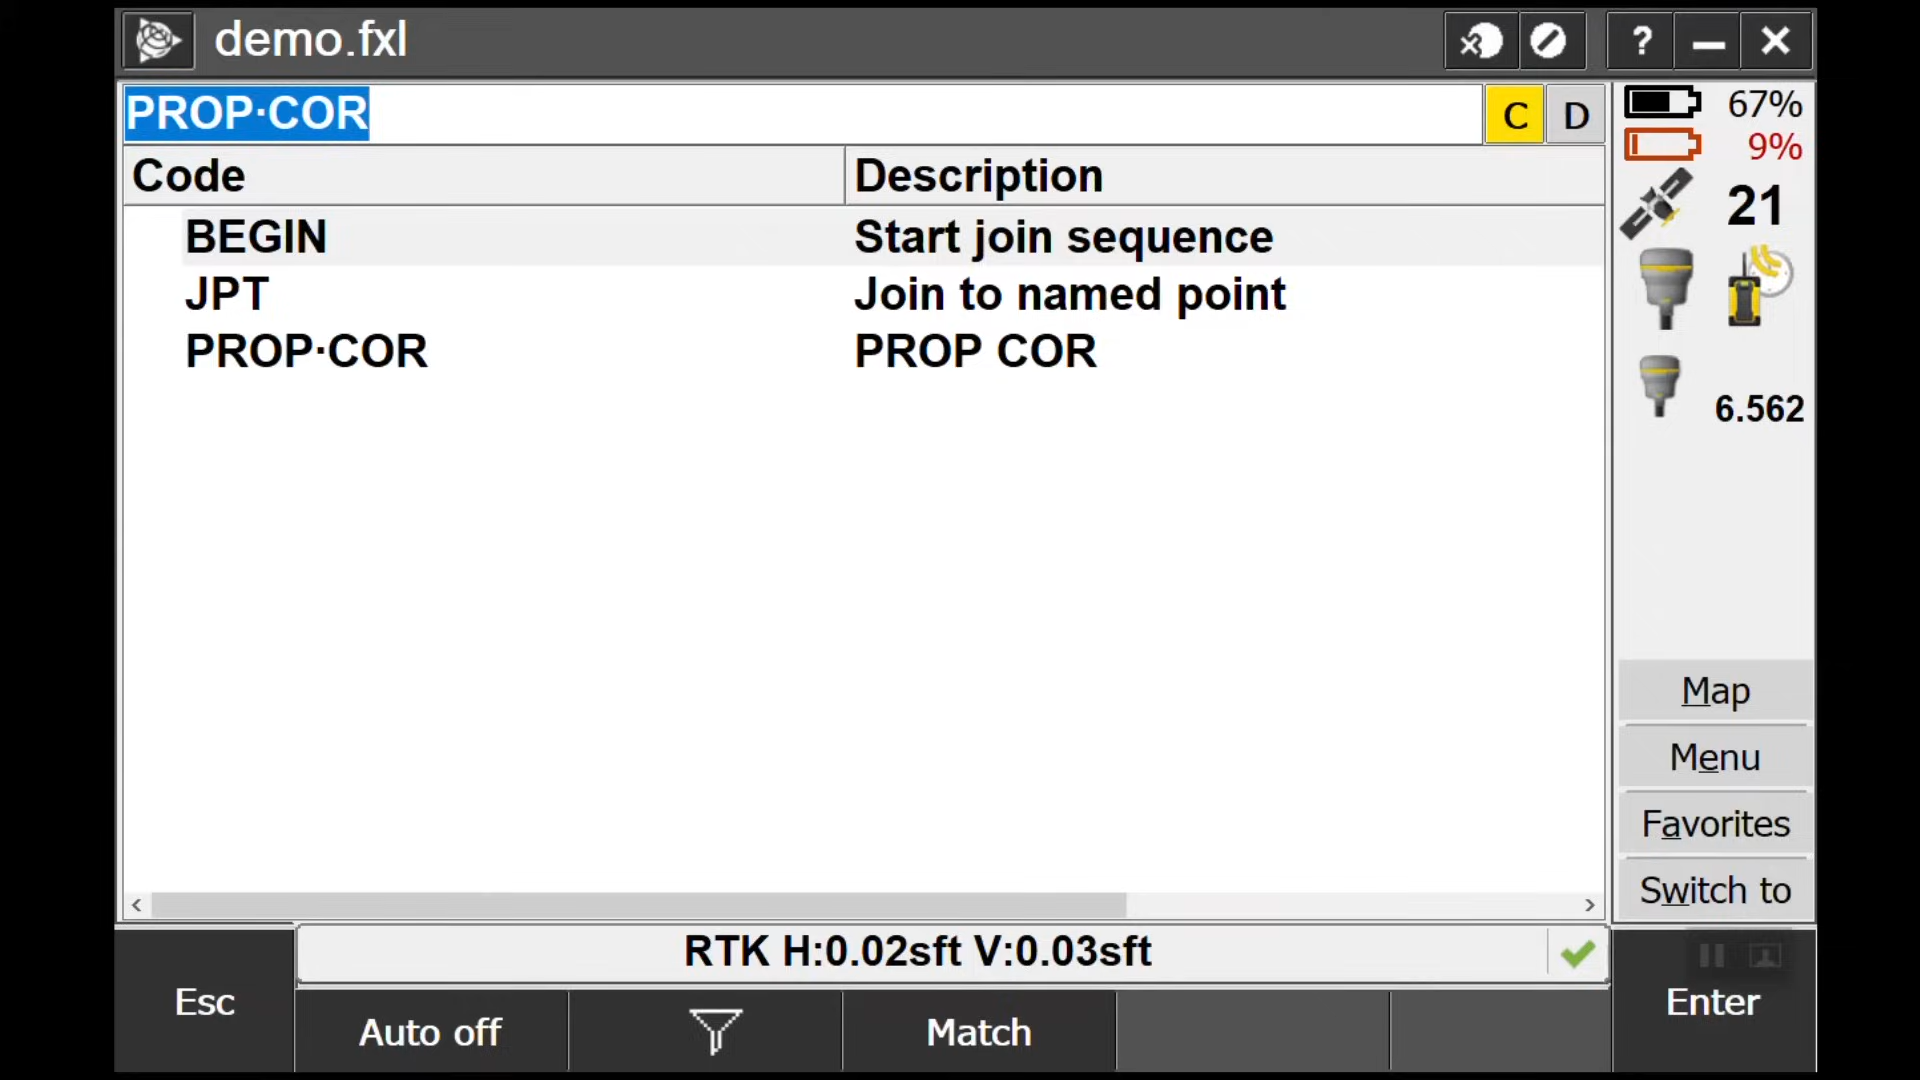 demo.fxl
?
PROP·COR
C D
67%
9%
Code Description
21
BEGIN Start join sequence
JPT Join to named point
PROP·COR PROP COR
6.562
Map
Menu
Favorites
Switch to
RTK H:0.02sft V:0.03sft
Esc
Enter
Auto off
Match